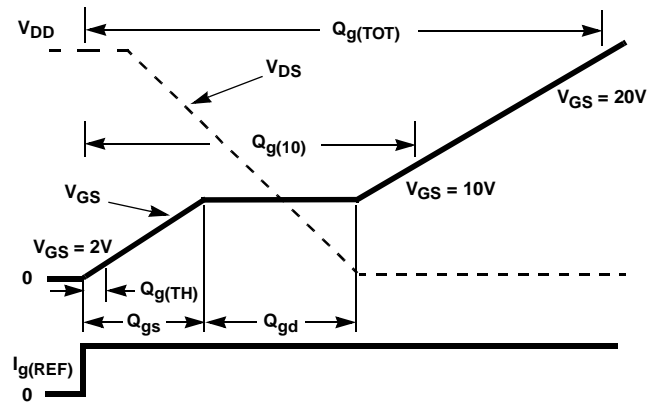 V_DD
Q_g(TOT)
V_DS
V_GS = 20V
Q_g(10)
V_GS
V_GS = 10V
V_GS = 2V
0
Q_g(TH)
Q_gs
Q_gd
I_g(REF)
0